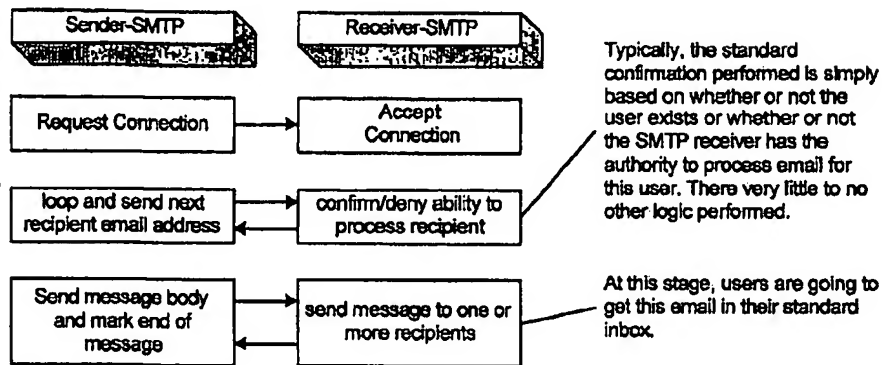 Sender-SMTP
Receiver-SMTP
Request Connection
Accept
Connection
loop and send next
recipient email address
confirm/deny ability to
process recipient
Typically, the standard
confirmation performed is simply
based on whether or not the
user exists or whether or not
the SMTP receiver has the
authority to process email for
this user. There very little to no
other logic performed.
Send message body
and mark end of
message
send message to one or
more recipients
At this stage, users are going to
get this email in their standard
inbox.